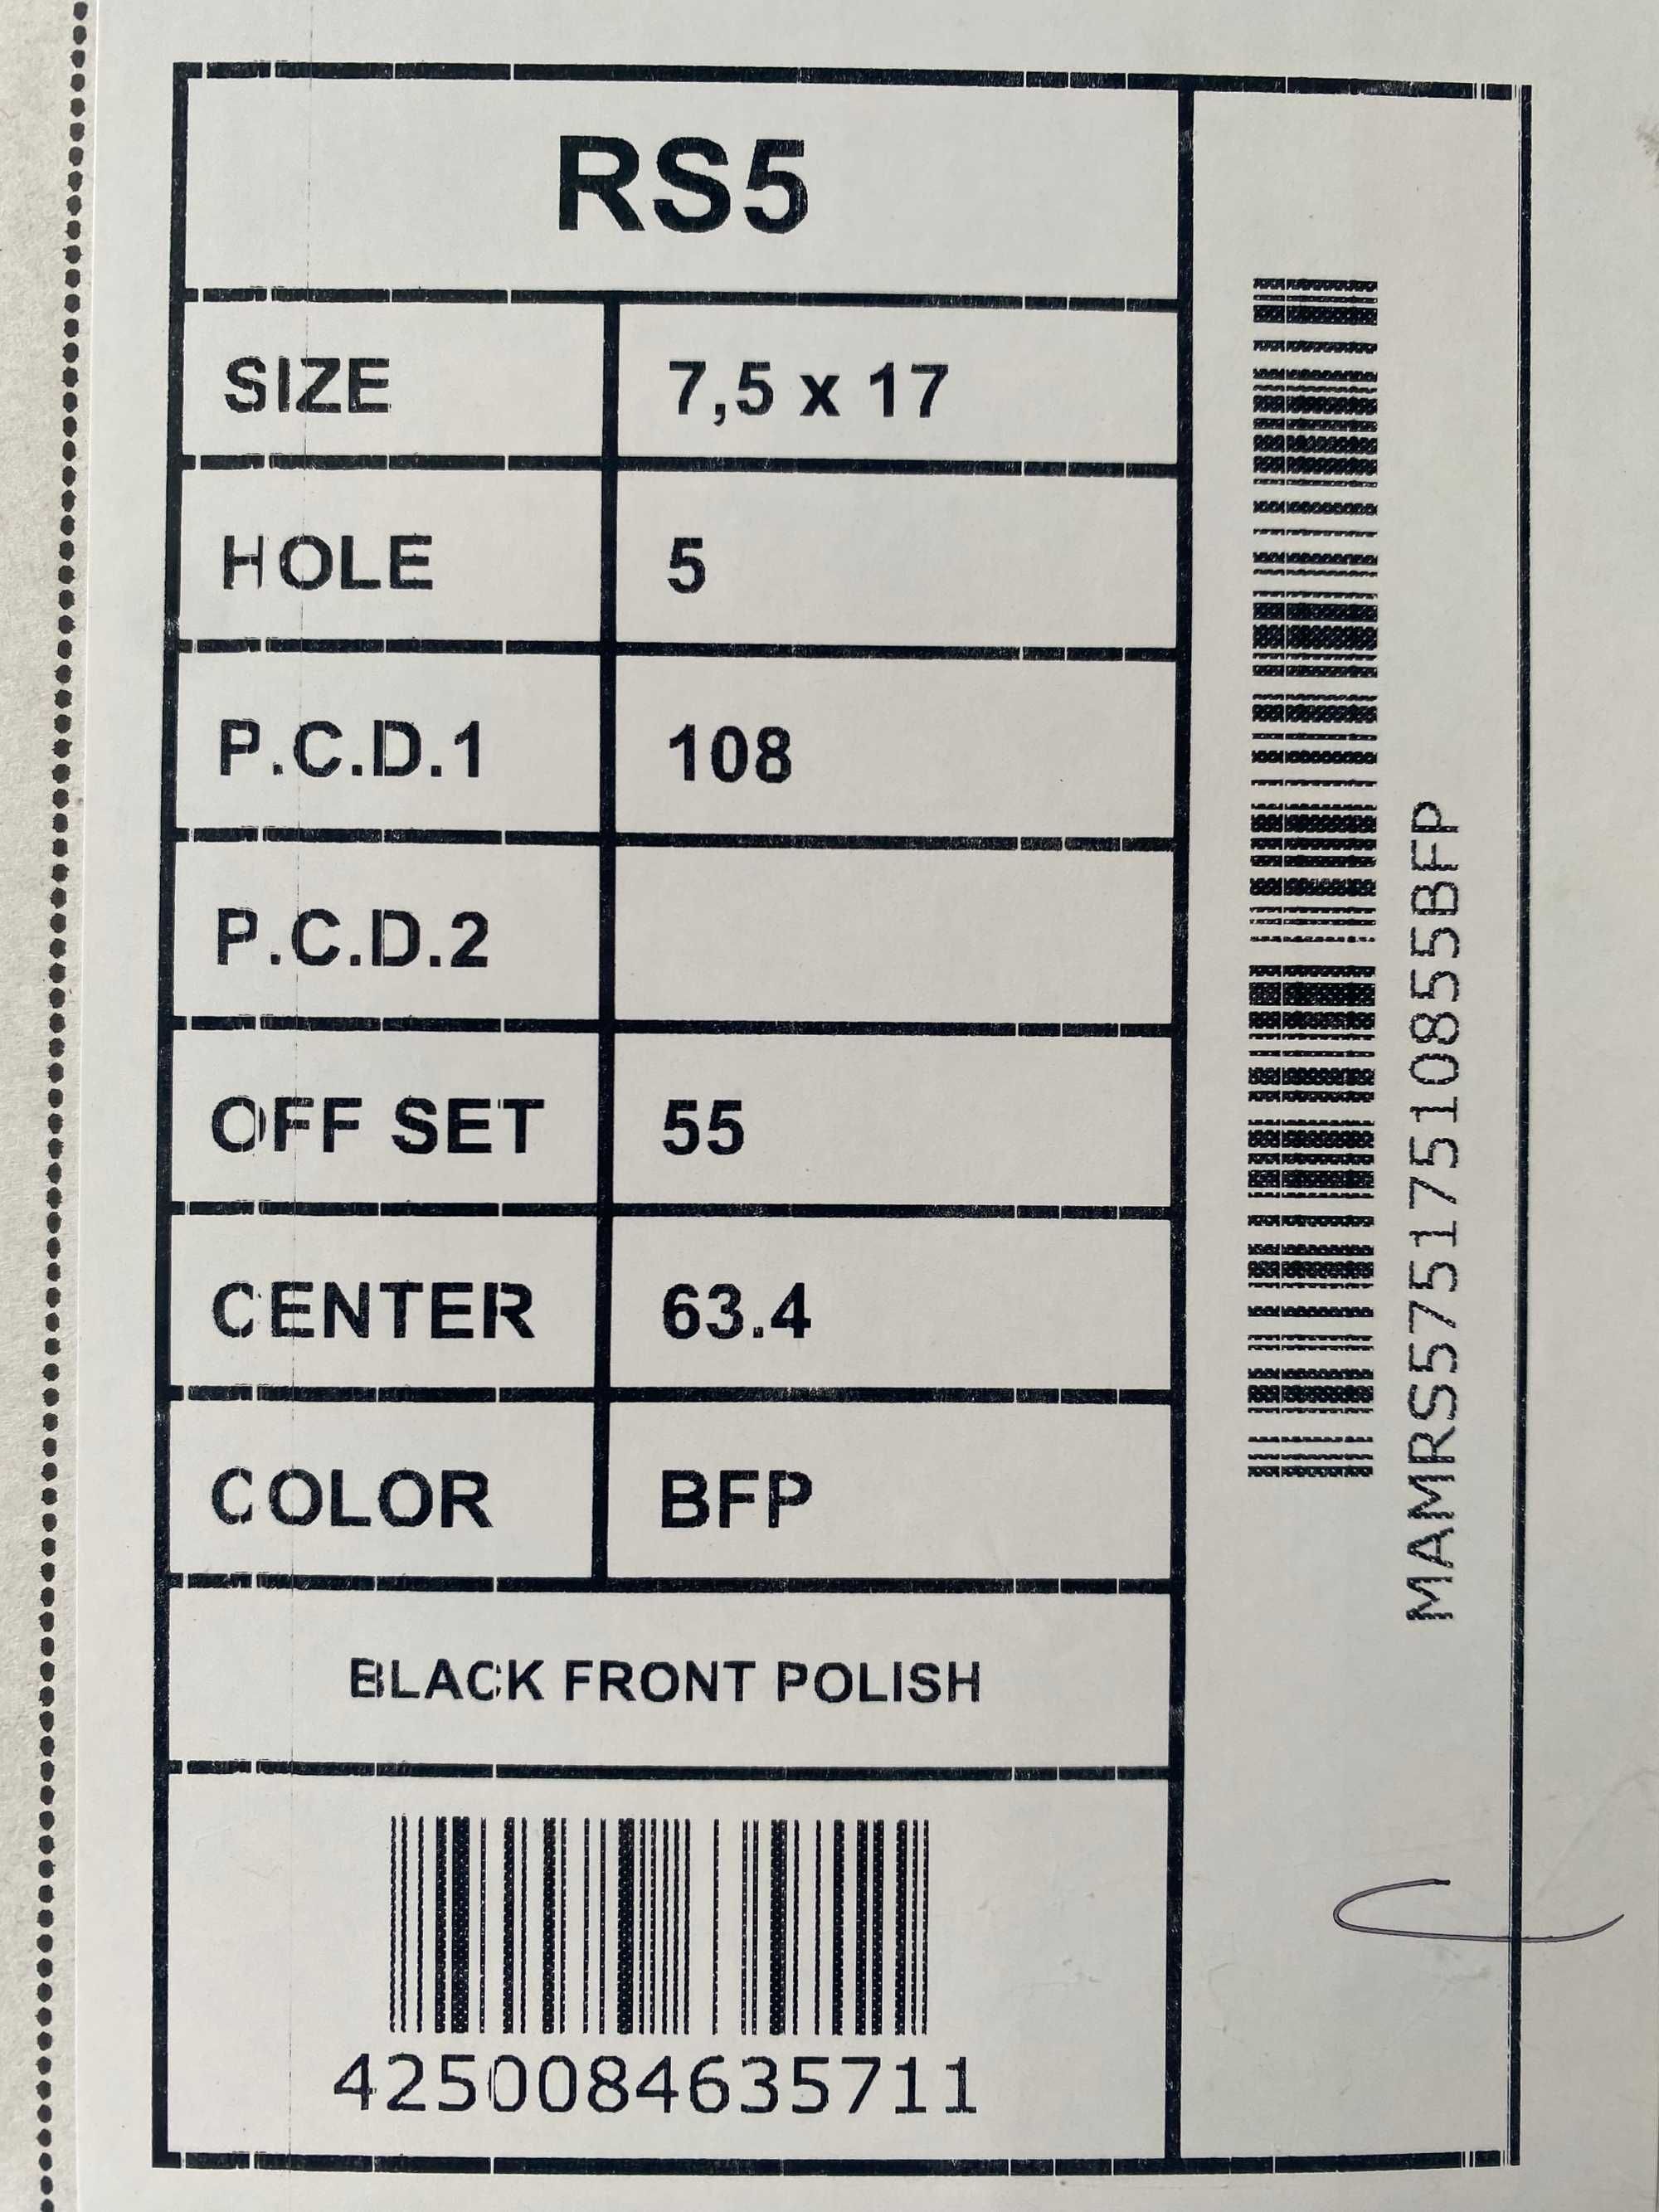 RS5
SIZE 7,5 x 17
HOLE 5
P.C.D.1 108
P.C.D.2
OFF SET 55
CENTER 63.4
COLOR BFP
BLACK FRONT POLISH
4250084635711
MAMRS57517510855BFP